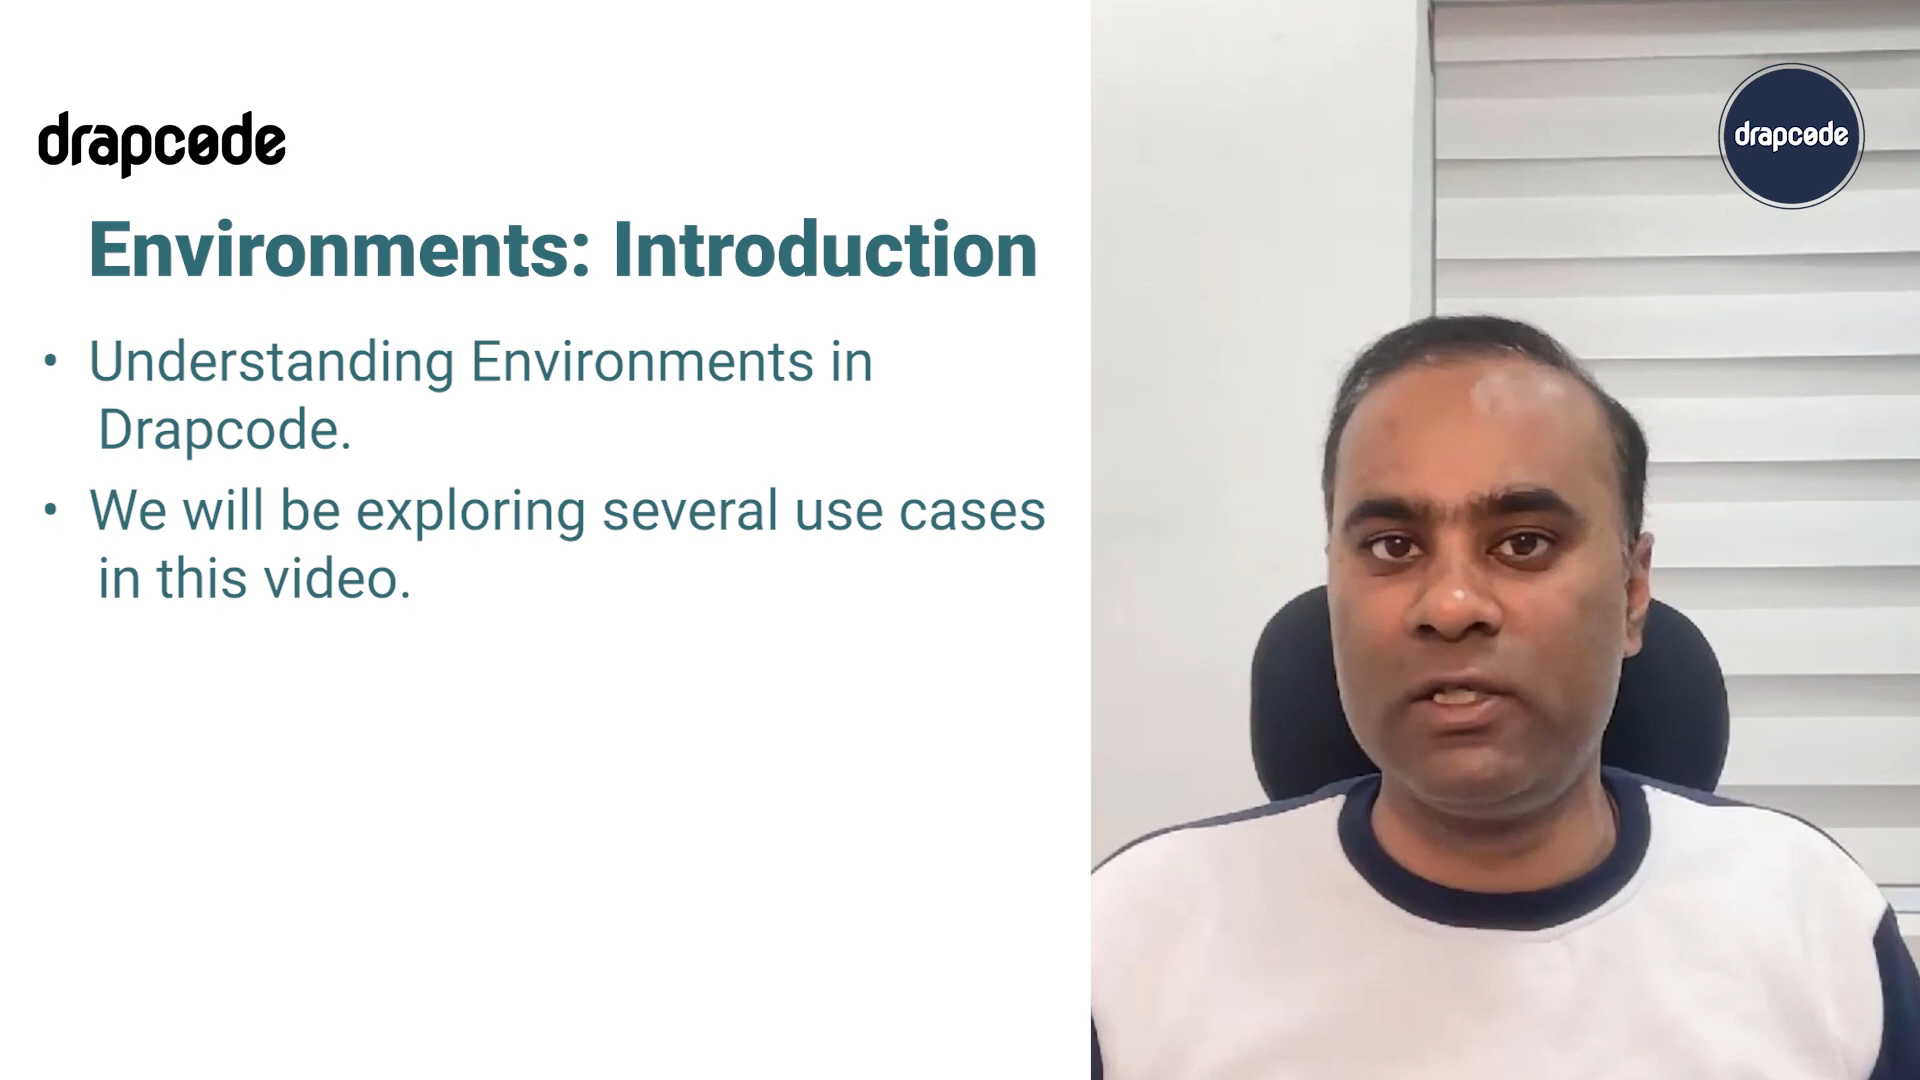 drapcode
Environments: Introduction
• Understanding Environments in
Drapcode.
• We will be exploring several use cases
in this video.
drapcode